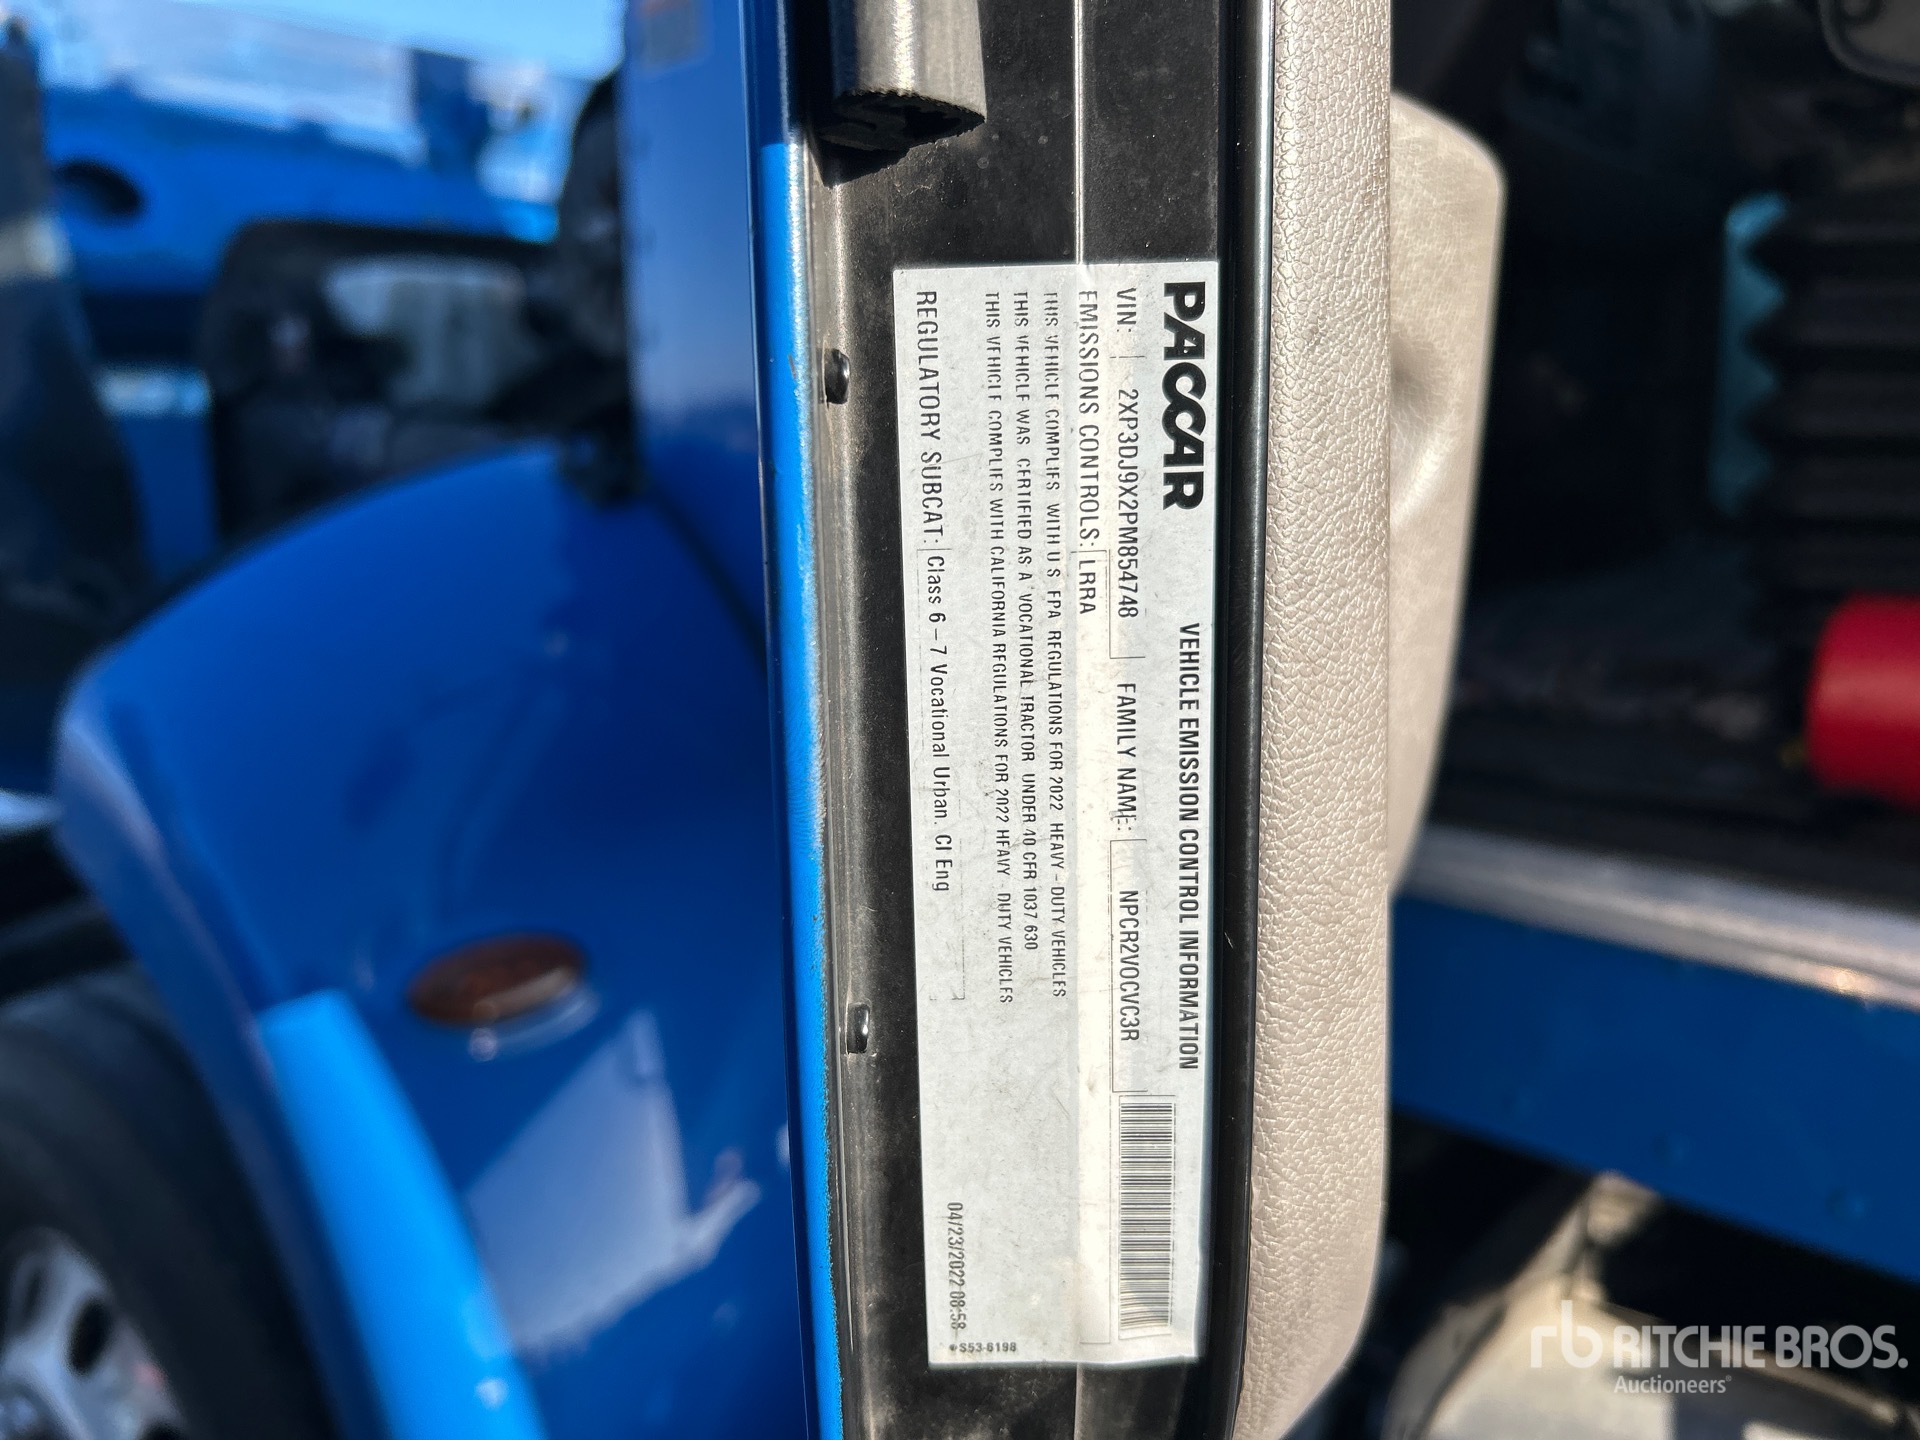 PACCAR VEHICLE EMISSION CONTROL INFORMATION
VIN: 2XP3DJ9X2PM854748 FAMILY NAME: NPCR2VOCVC3R
EMISSIONS CONTROLS: LRRA
THIS VEHICLE COMPLIES WITH U S EPA REGULATIONS FOR 2022 HEAVY - DUTY VEHICLES
THIS VEHICLE WAS CERTIFIED AS A VOCATIONAL TRACTOR UNDER 40 CFR 1037 630
THIS VEHICLE COMPLIES WITH CALIFORNIA REGULATIONS FOR 2022 HEAVY - DUTY VEHICLES
REGULATORY SUBCAT: Class 6 – 7 Vocational Urban. CI Eng
04/23/2022 08:58
S53-6198
rb RITCHIE BROS.
Auctioneers